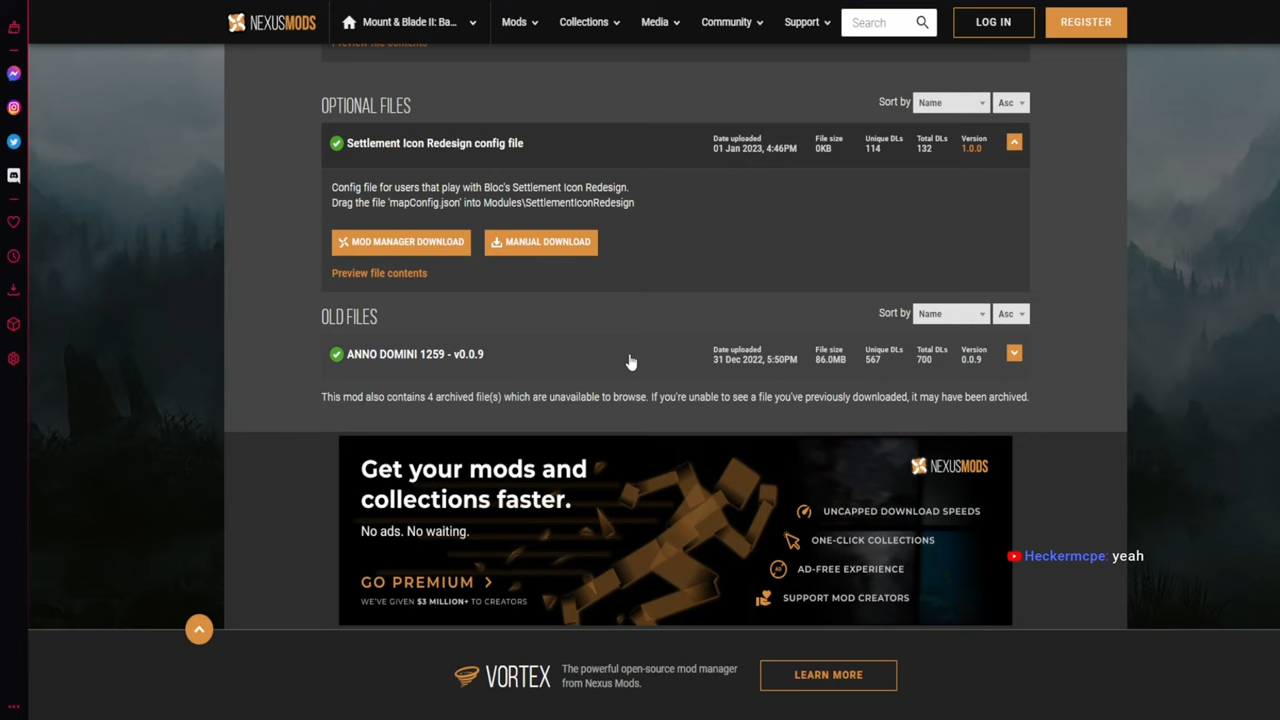 NEXUSMODS
Mount & Blade II: Ba...
Mods
Collections
Media
Community
Support
Search
LOG IN
REGISTER
Preview file contents
OPTIONAL FILES
Sort by Name Asc
Settlement Icon Redesign config file
Date uploaded
01 Jan 2023, 4:46PM
File size
0KB
Unique DLs
114
Total DLs
132
Version
1.0.0
Config file for users that play with Bloc's Settlement Icon Redesign.
Drag the file 'mapConfig.json' into Modules\SettlementIconRedesign
MOD MANAGER DOWNLOAD
MANUAL DOWNLOAD
Preview file contents
OLD FILES
Sort by Name Asc
ANNO DOMINI 1259 - v0.0.9
Date uploaded
31 Dec 2022, 5:50PM
File size
86.0MB
Unique DLs
567
Total DLs
700
Version
0.0.9
This mod also contains 4 archived file(s) which are unavailable to browse. If you're unable to see a file you've previously downloaded, it may have been archived.
Get your mods and
collections faster.
No ads. No waiting.
GO PREMIUM
WE'VE GIVEN $3 MILLION+ TO CREATORS
NEXUSMODS
UNCAPPED DOWNLOAD SPEEDS
ONE-CLICK COLLECTIONS
AD
AD-FREE EXPERIENCE
SUPPORT MOD CREATORS
Heckermcpe: yeah
VORTEX
The powerful open-source mod manager
from Nexus Mods.
LEARN MORE